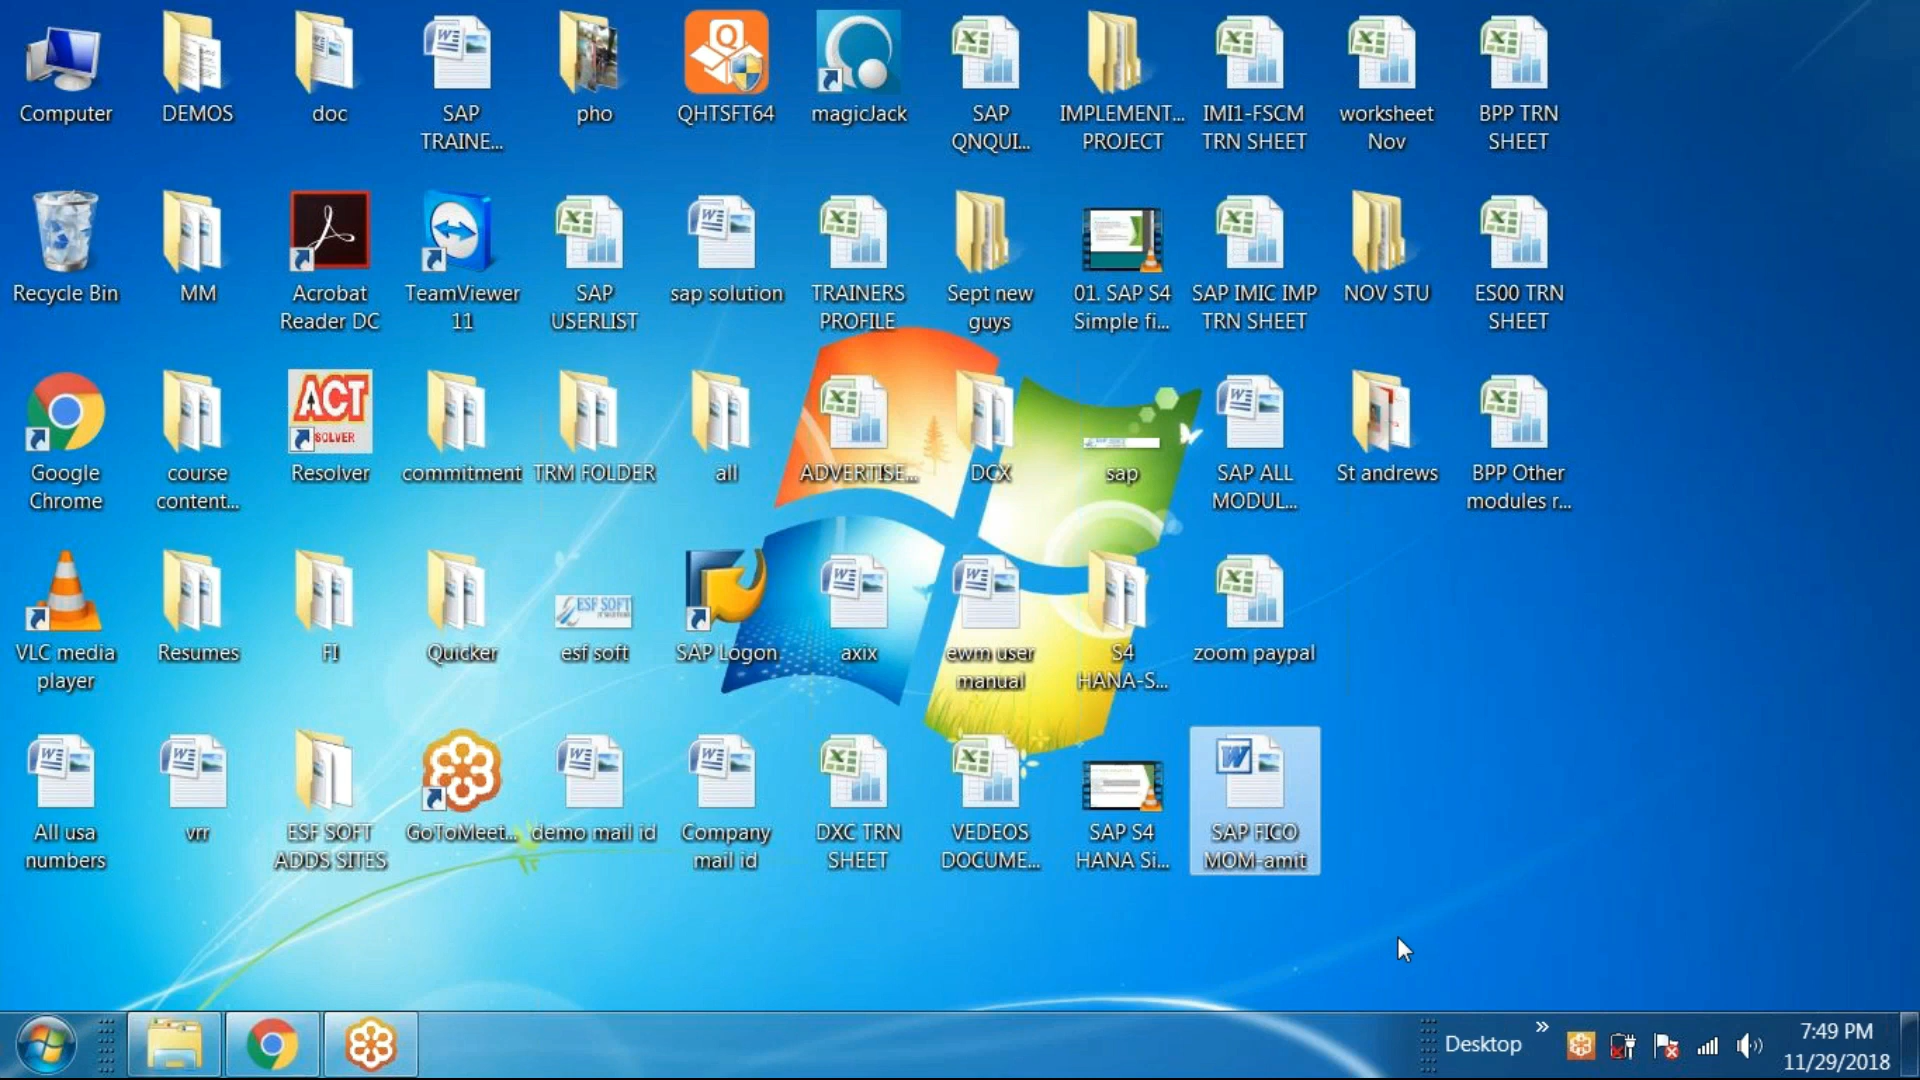 Computer
DEMOS
doc
SAP
TRAINE...
pho
QHTSFT64
magicJack
SAP
QNQUI...
IMPLEMENT...
PROJECT
IMI1-FSCM
TRN SHEET
worksheet
Nov
BPP TRN
SHEET
Recycle Bin
MM
Acrobat
Reader DC
TeamViewer
11
SAP
USERLIST
sap solution
TRAINERS
PROFILE
Sept new
guys
01. SAP S4
Simple fi...
SAP IMIC IMP
TRN SHEET
NOV STU
ES00 TRN
SHEET
Google
Chrome
course
content...
ACT
SOLVER
Resolver
commitment
TRM FOLDER
all
ADVERTISE...
DCX
sap
SAP ALL
MODUL...
St andrews
BPP Other
modules r...
VLC media
player
Resumes
FI
Quicker
ESF SOFT
esf soft
SAP Logon
axix
ewm user
manual
S4
HANA-S...
zoom paypal
All usa
numbers
vrr
ESF SOFT
ADDS SITES
GoToMeet...
demo mail id
Company
mail id
DXC TRN
SHEET
VEDEOS
DOCUME...
SAP S4
HANA Si...
SAP FICO
MOM-amit
Desktop
7:49 PM
11/29/2018